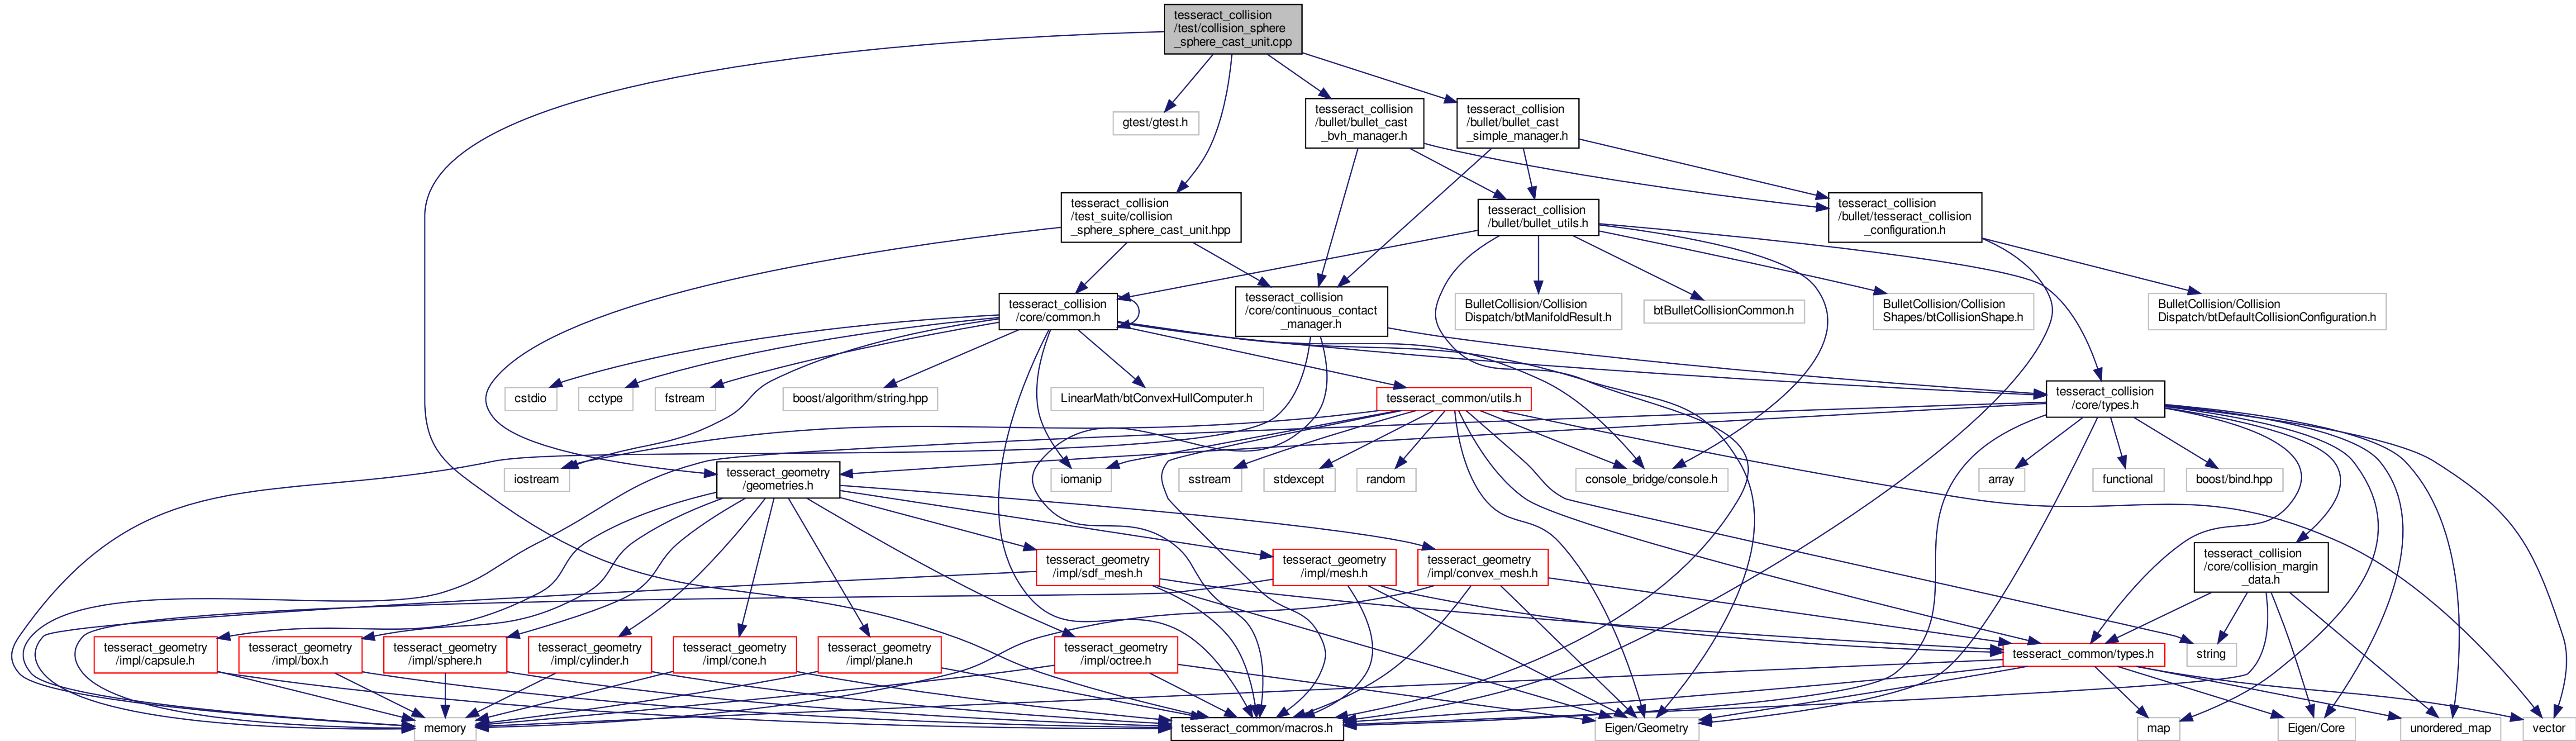 tesseract_collision
/test/collision_sphere
_sphere_cast_unit.cpp
gtest/gtest.h
tesseract_collision
/bullet/bullet_cast
_bvh_manager.h
tesseract_collision
/bullet/bullet_cast
_simple_manager.h
tesseract_collision
/test_suite/collision
_sphere_sphere_cast_unit.hpp
tesseract_collision
/bullet/bullet_utils.h
tesseract_collision
/bullet/tesseract_collision
_configuration.h
tesseract_collision
/core/common.h
tesseract_collision
/core/continuous_contact
_manager.h
BulletCollision/Collision
Dispatch/btManifoldResult.h
btBulletCollisionCommon.h
BulletCollision/Collision
Shapes/btCollisionShape.h
BulletCollision/Collision
Dispatch/btDefaultCollisionConfiguration.h
cstdio
cctype
fstream
boost/algorithm/string.hpp
LinearMath/btConvexHullComputer.h
tesseract_common/utils.h
tesseract_collision
/core/types.h
iostream
tesseract_geometry
/geometries.h
iomanip
sstream
stdexcept
random
console_bridge/console.h
array
functional
boost/bind.hpp
tesseract_geometry
/impl/sdf_mesh.h
tesseract_geometry
/impl/mesh.h
tesseract_geometry
/impl/convex_mesh.h
tesseract_collision
/core/collision_margin
_data.h
tesseract_geometry
/impl/capsule.h
tesseract_geometry
/impl/box.h
tesseract_geometry
/impl/sphere.h
tesseract_geometry
/impl/cylinder.h
tesseract_geometry
/impl/cone.h
tesseract_geometry
/impl/plane.h
tesseract_geometry
/impl/octree.h
tesseract_common/types.h
string
memory
tesseract_common/macros.h
Eigen/Geometry
map
Eigen/Core
unordered_map
vector